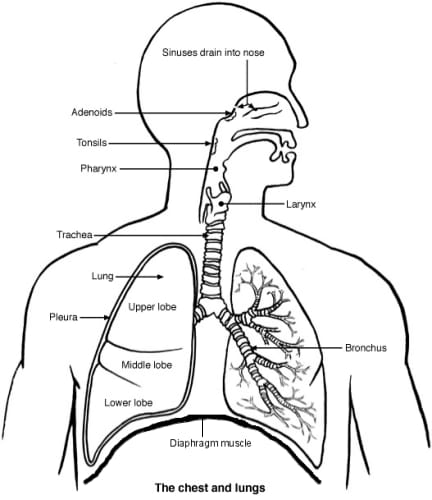 Sinuses drain into nose
Adenoids
Tonsils
Pharynx
Larynx
Trachea
Lung
Upper lobe
Pleura
Bronchus
Middle lobe
Lower lobe
Diaphragm muscle
The chest and lungs